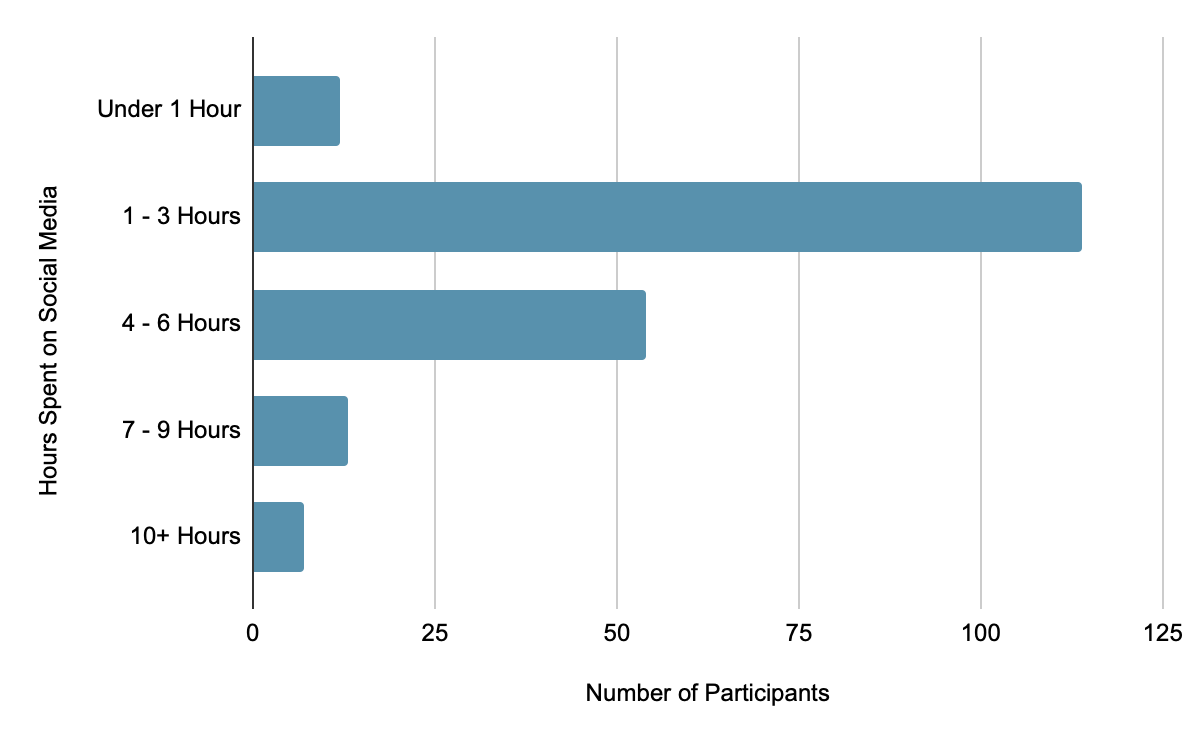 Hours Spent on Social Media
Under 1 Hour
1 - 3 Hours
4 - 6 Hours
7 - 9 Hours
10+ Hours
0 25 50 75 100 125
Number of Participants